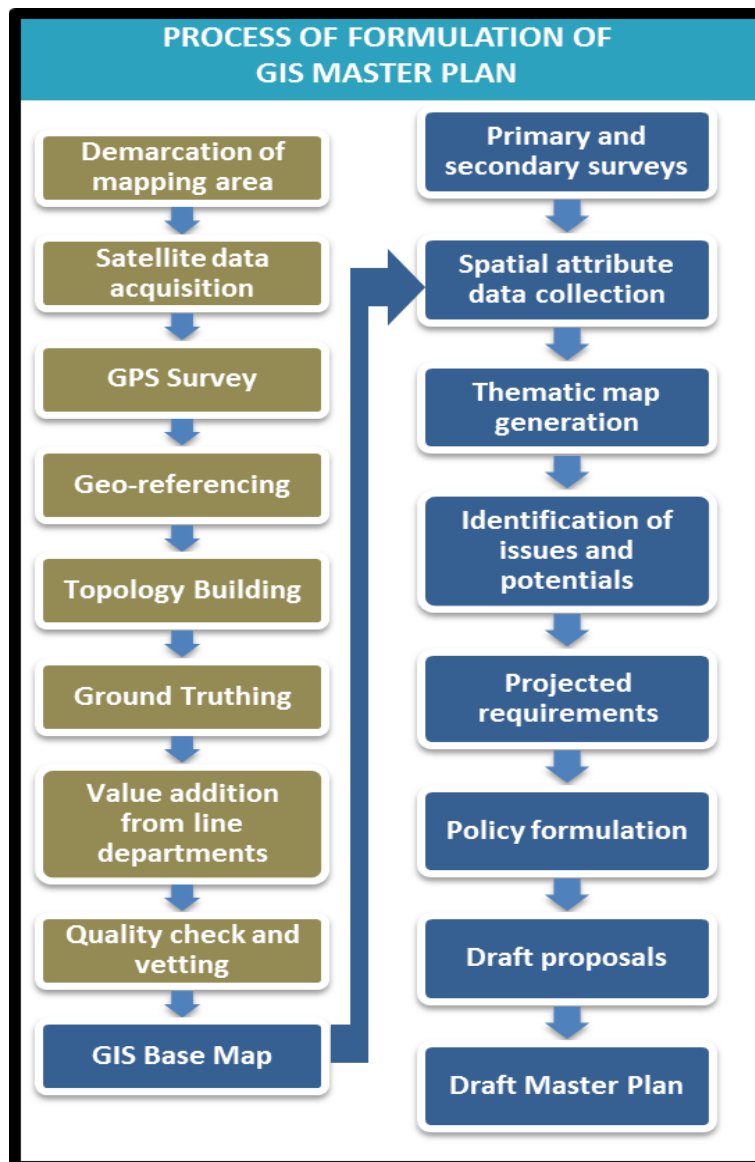 PROCESS OF FORMULATION OF
GIS MASTER PLAN
Demarcation of
mapping area
Satellite data
acquisition
GPS Survey
Geo-referencing
Topology Building
Ground Truthing
Value addition
from line
departments
Quality check and
vetting
GIS Base Map
Primary and
secondary surveys
Spatial attribute
data collection
Thematic map
generation
Identification of
issues and
potentials
Projected
requirements
Policy formulation
Draft proposals
Draft Master Plan